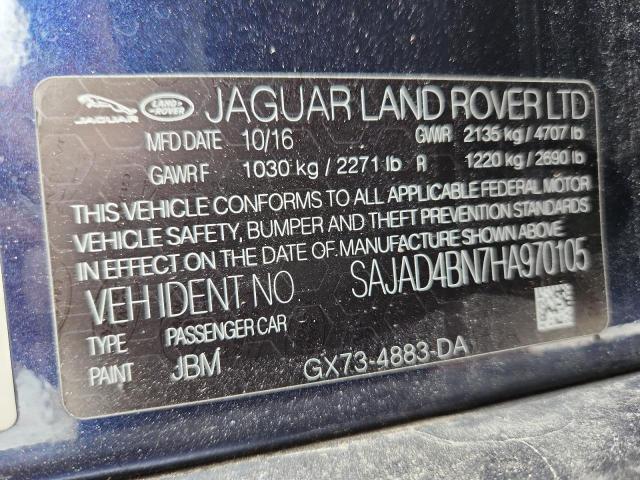 JAGUAR LAND ROVER JAGUAR LAND ROVER LTD
MFD DATE 10/16 GVWR 2135 kg / 4707 lb
GAWR F 1030 kg / 2271 lb R 1220 kg / 2690 lb
THIS VEHICLE CONFORMS TO ALL APPLICABLE FEDERAL MOTOR
VEHICLE SAFETY, BUMPER AND THEFT PREVENTION STANDARDS
IN EFFECT ON THE DATE OF MANUFACTURE SHOWN ABOVE.
VEH IDENT NO SAJAD4BN7HA970105
TYPE PASSENGER CAR
PAINT JBM GX73-4883-DA